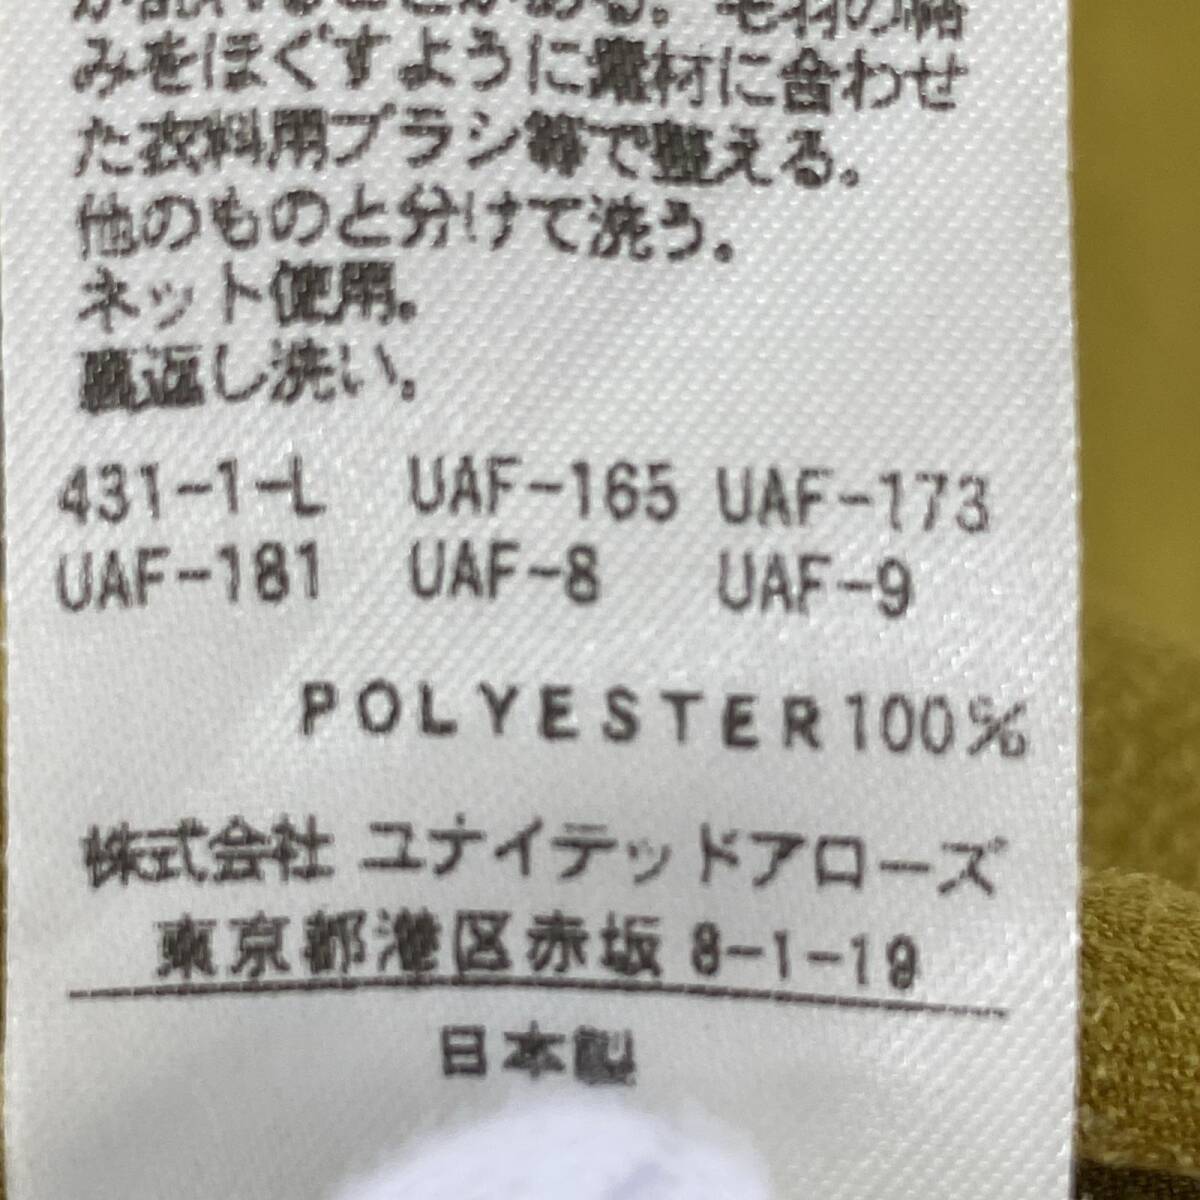 みをほぐすように素材に合わせ
た衣料用ブラシ等で整える。
他のものと分けて洗う。
ネット使用。
裏返し洗い。
431-1-L UAF-165 UAF-173
UAF-181 UAF-8 UAF-9
POLYESTER100%
株式会社 ユナイテッドアローズ
東京都港区赤坂 8-1-19
日本製